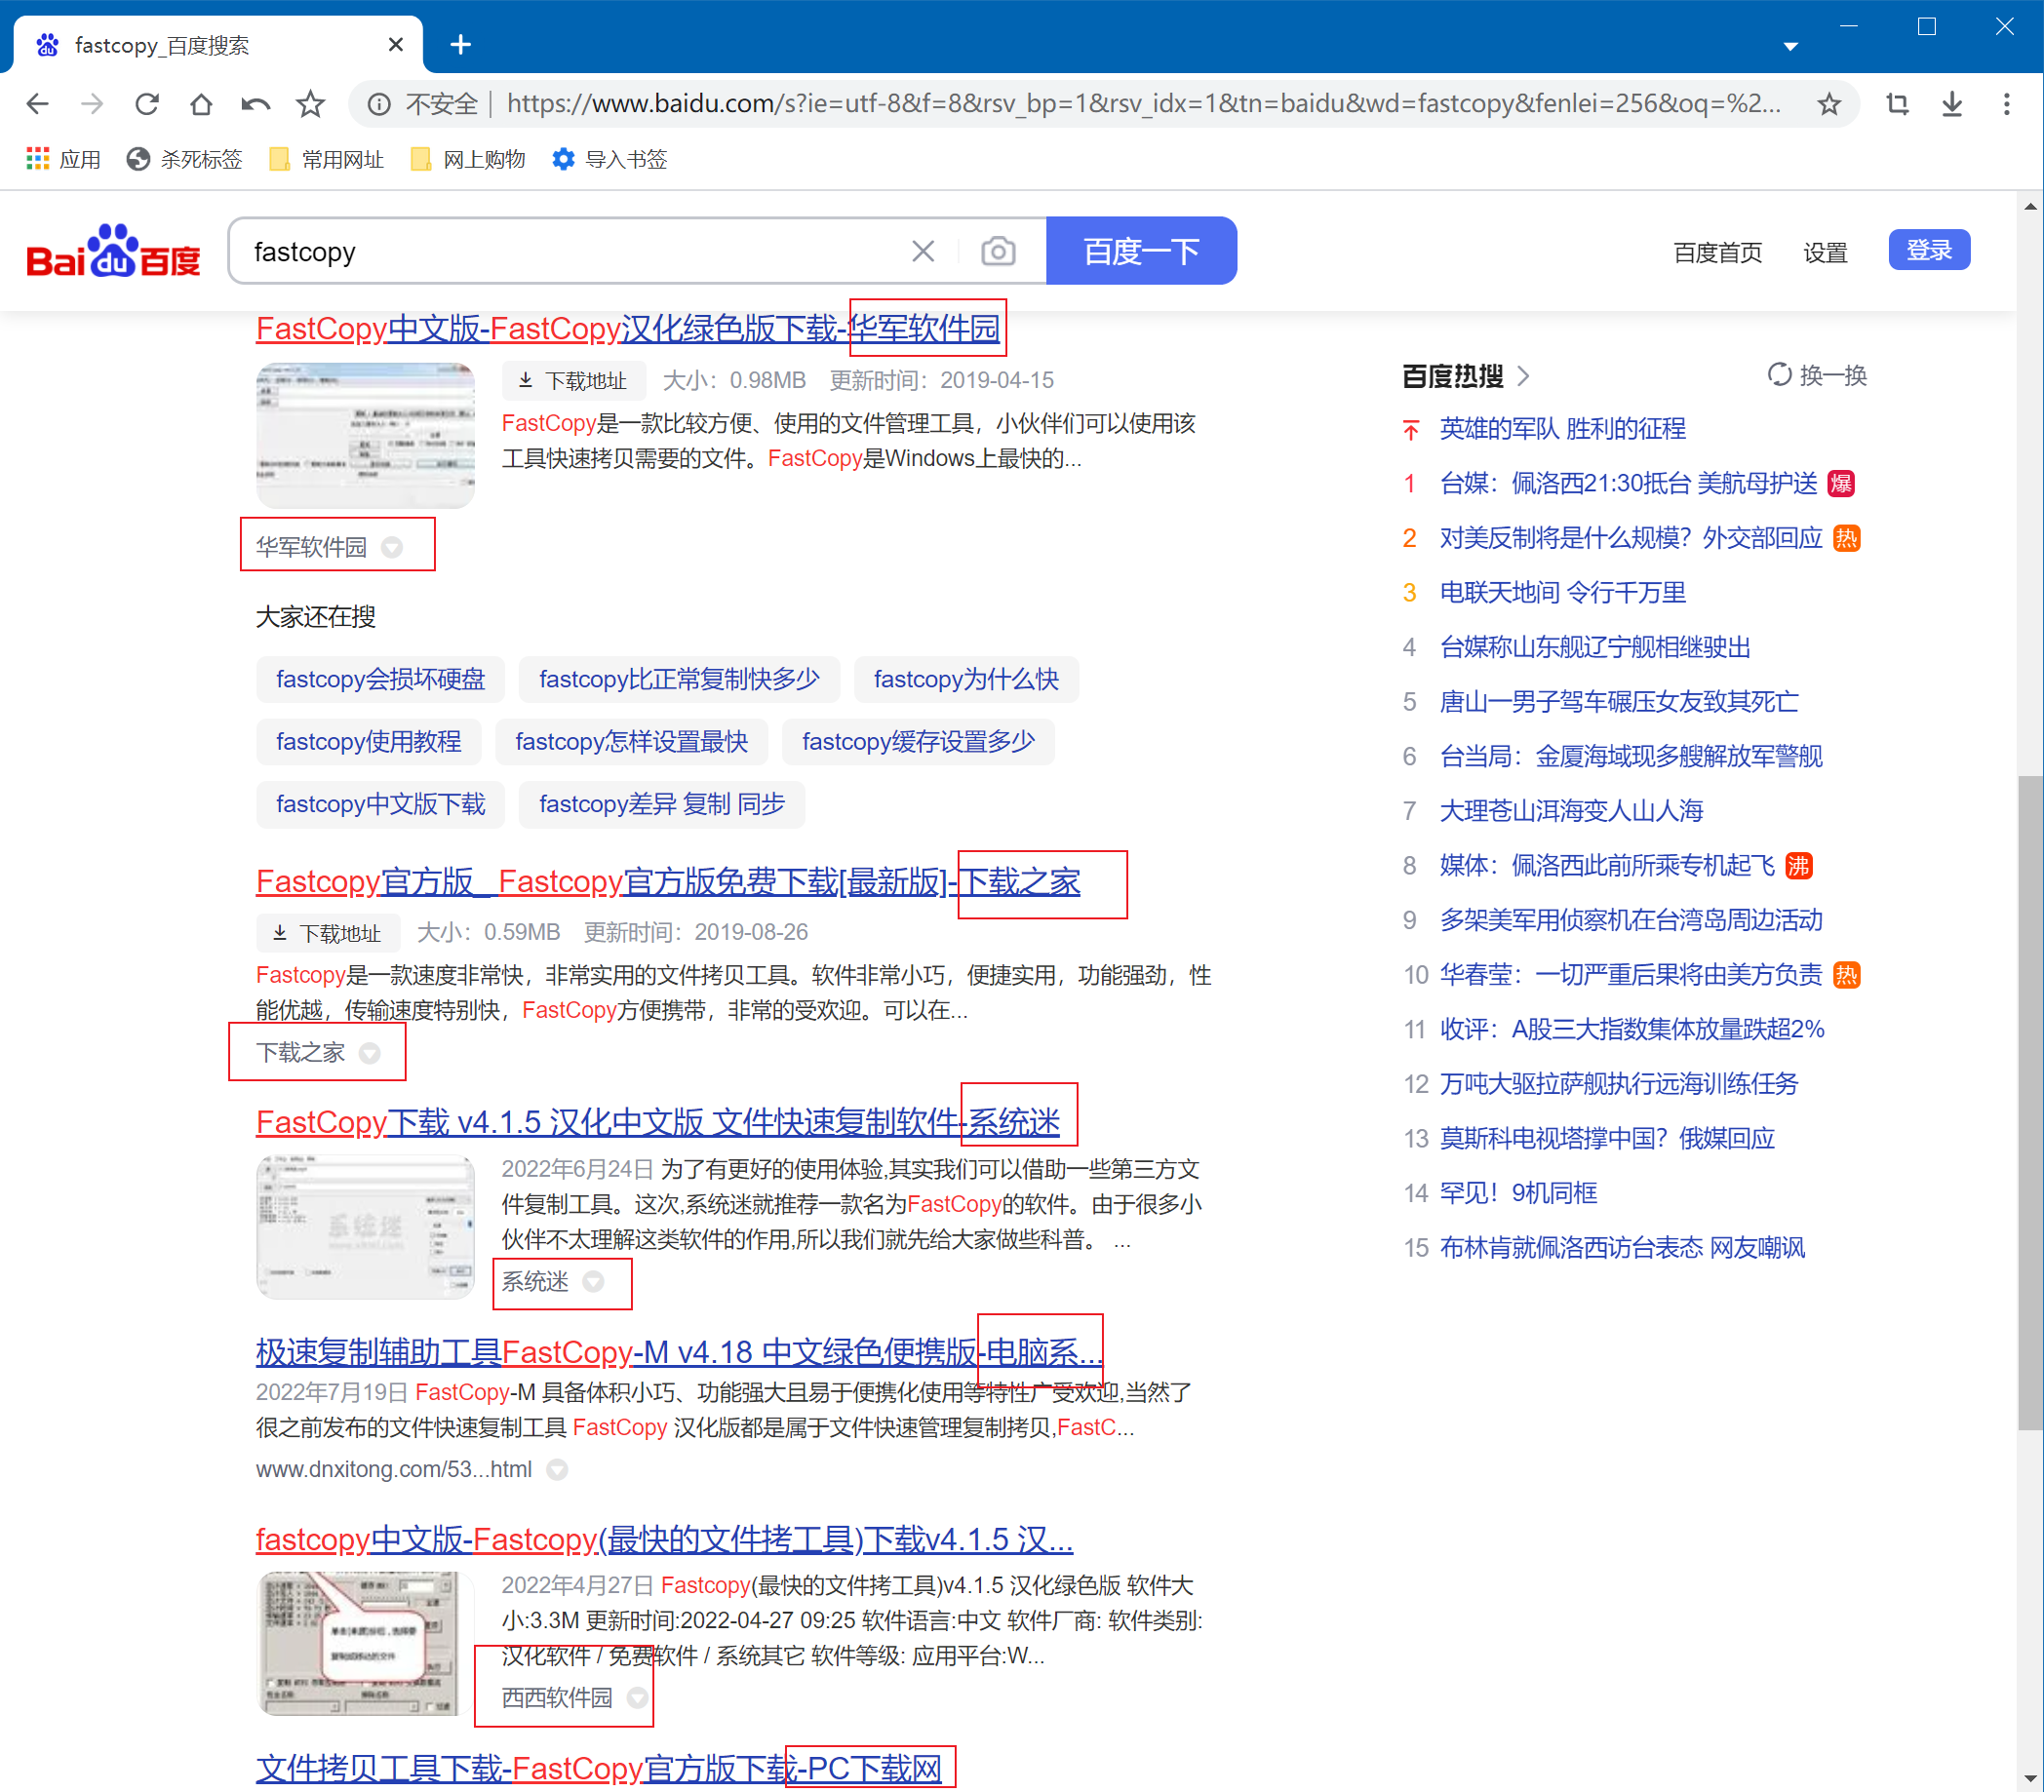 fastcopy_百度搜索
不安全 | https://www.baidu.com/s?ie=utf-8&f=8&rsv_bp=1&rsv_idx=1&tn=baidu&wd=fastcopy&fenlei=256&oq=%2...
应用 杀死标签 常用网址 网上购物 导入书签
Bai du 百度 fastcopy 百度一下 百度首页 设置 登录
FastCopy中文版-FastCopy汉化绿色版下载-华军软件园
下载地址 大小：0.98MB 更新时间：2019-04-15
FastCopy是一款比较方便、使用的文件管理工具，小伙伴们可以使用该
工具快速拷贝需要的文件。FastCopy是Windows上最快的...
华军软件园
大家还在搜
fastcopy会损坏硬盘 fastcopy比正常复制快多少 fastcopy为什么快
fastcopy使用教程 fastcopy怎样设置最快 fastcopy缓存设置多少
fastcopy中文版下载 fastcopy差异 复制 同步
Fastcopy官方版_ Fastcopy官方版免费下载[最新版]-下载之家
下载地址 大小：0.59MB 更新时间：2019-08-26
Fastcopy是一款速度非常快，非常实用的文件拷贝工具。软件非常小巧，便捷实用，功能强劲，性
能优越，传输速度特别快，FastCopy方便携带，非常的受欢迎。可以在...
下载之家
FastCopy下载 v4.1.5 汉化中文版 文件快速复制软件-系统迷
2022年6月24日 为了有更好的使用体验,其实我们可以借助一些第三方文
件复制工具。这次,系统迷就推荐一款名为FastCopy的软件。由于很多小
伙伴不太理解这类软件的作用,所以我们就先给大家做些科普。 ...
系统迷
系统迷
极速复制辅助工具FastCopy-M v4.18 中文绿色便携版-电脑系...
2022年7月19日 FastCopy-M 具备体积小巧、功能强大且易于便携化使用等特性广受欢迎,当然了
很之前发布的文件快速复制工具 FastCopy 汉化版都是属于文件快速管理复制拷贝,FastC...
www.dnxitong.com/53...html
fastcopy中文版-Fastcopy(最快的文件拷工具)下载v4.1.5 汉...
2022年4月27日 Fastcopy(最快的文件拷工具)v4.1.5 汉化绿色版 软件大
小:3.3M 更新时间:2022-04-27 09:25 软件语言:中文 软件厂商: 软件类别:
汉化软件 / 免费软件 / 系统其它 软件等级: 应用平台:W...
西西软件园
文件拷贝工具下载-FastCopy官方版下载-PC下载网
百度热搜 换一换
英雄的军队 胜利的征程
1 台媒：佩洛西21:30抵台 美航母护送 爆
2 对美反制将是什么规模？外交部回应 热
3 电联天地间 令行千万里
4 台媒称山东舰辽宁舰相继驶出
5 唐山一男子驾车碾压女友致其死亡
6 台当局：金厦海域现多艘解放军警舰
7 大理苍山洱海变人山人海
8 媒体：佩洛西此前所乘专机起飞 沸
9 多架美军用侦察机在台湾岛周边活动
10 华春莹：一切严重后果将由美方负责 热
11 收评：A股三大指数集体放量跌超2%
12 万吨大驱拉萨舰执行远海训练任务
13 莫斯科电视塔撑中国？俄媒回应
14 罕见！9机同框
15 布林肯就佩洛西访台表态 网友嘲讽